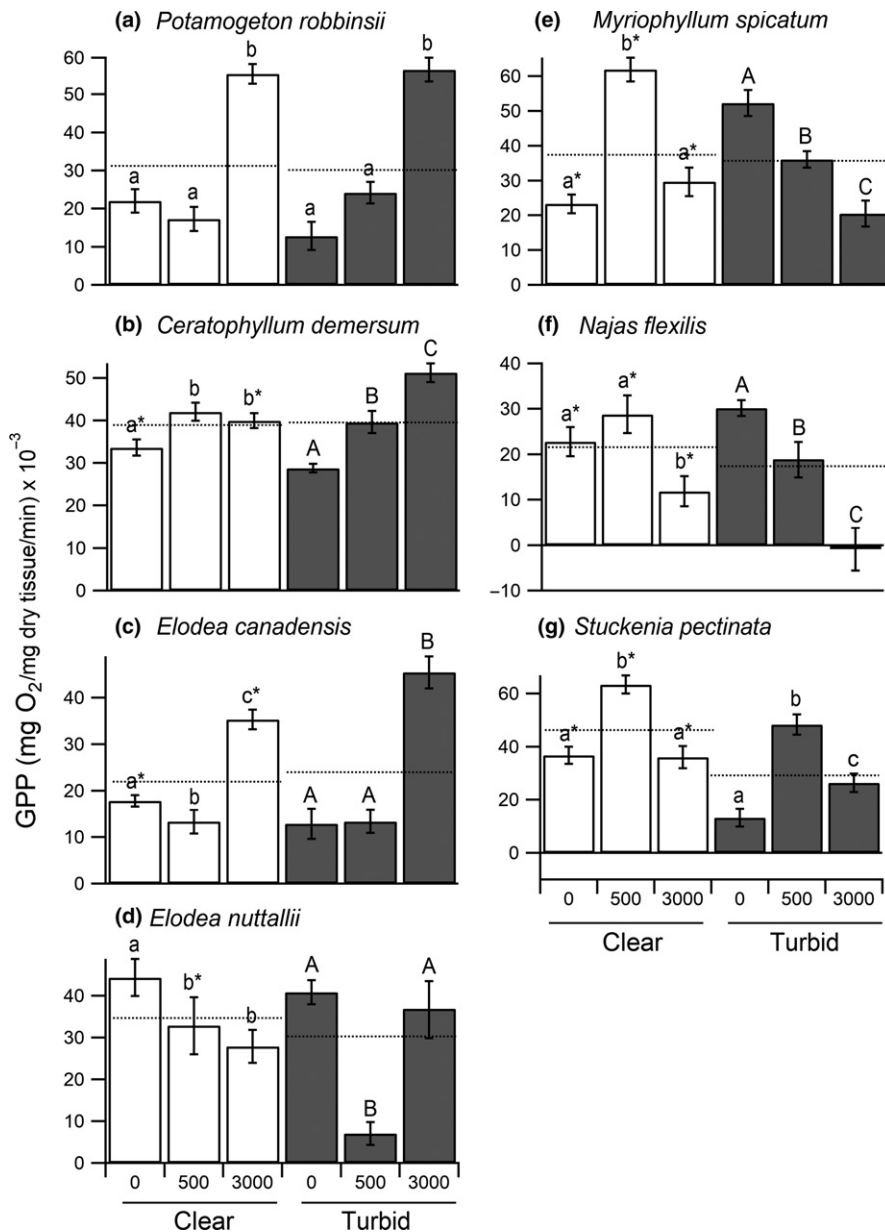 (a) Potamogeton robbinsii
60
50
40
30
20
10
0
a
a
b
a
a
b
(b) Ceratophyllum demersum
50
40
30
20
10
0
a*
b
b*
A
B
C
(c) Elodea canadensis
40
30
20
10
0
a*
b
c*
A
A
B
(d) Elodea nuttallii
40
30
20
10
0
a
b*
b
A
B
A
0 500 3000 0 500 3000
Clear Turbid
GPP (mg O₂/mg dry tissue/min) x 10⁻³
(e) Myriophyllum spicatum
60
50
40
30
20
10
0
a*
b*
a*
A
B
C
(f) Najas flexilis
40
30
20
10
0
−10
a*
a*
b*
A
B
C
(g) Stuckenia pectinata
60
40
20
0
a*
b*
a*
a
b
c
0 500 3000 0 500 3000
Clear Turbid